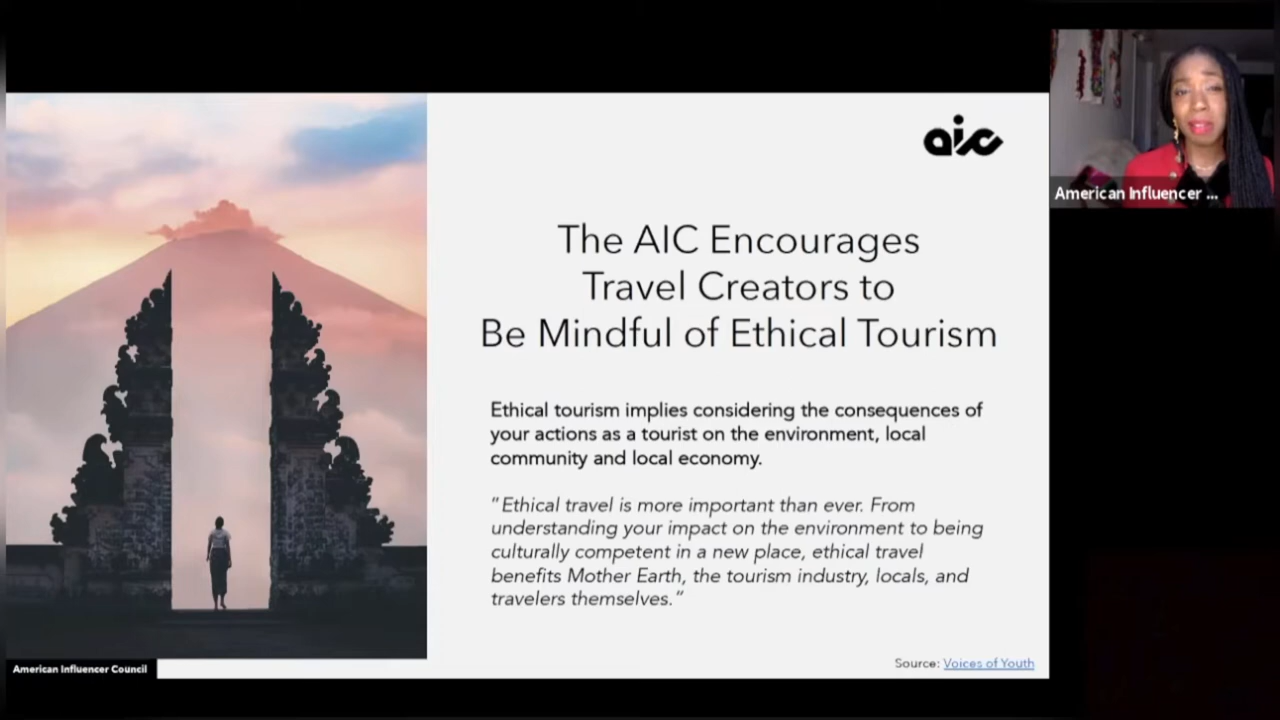 aic
American Influencer ...
The AIC Encourages
Travel Creators to
Be Mindful of Ethical Tourism
Ethical tourism implies considering the consequences of
your actions as a tourist on the environment, local
community and local economy.
"Ethical travel is more important than ever. From
understanding your impact on the environment to being
culturally competent in a new place, ethical travel
benefits Mother Earth, the tourism industry, locals, and
travelers themselves."
Source: Voices of Youth
American Influencer Council